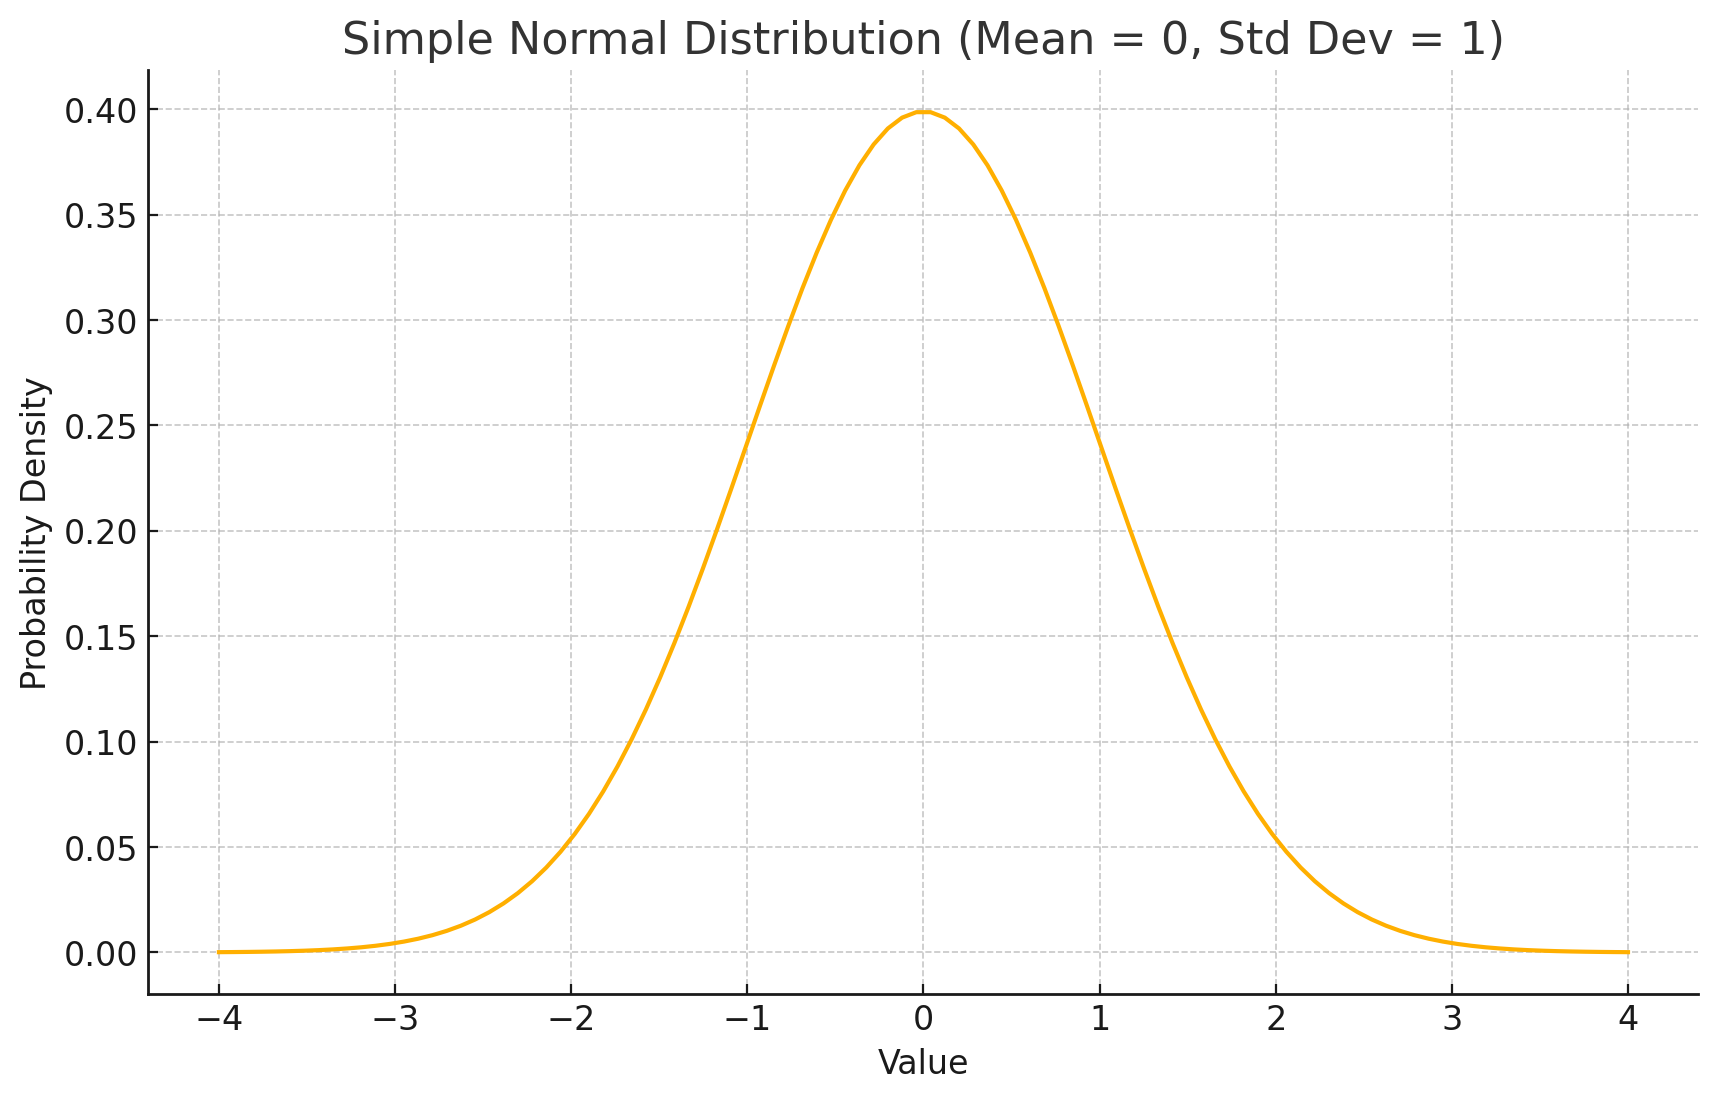 Simple Normal Distribution (Mean = 0, Std Dev = 1)
0.40
0.35
0.30
0.25
0.20
0.15
0.10
0.05
0.00
Probability Density
−4 −3 −2 −1 0 1 2 3 4
Value